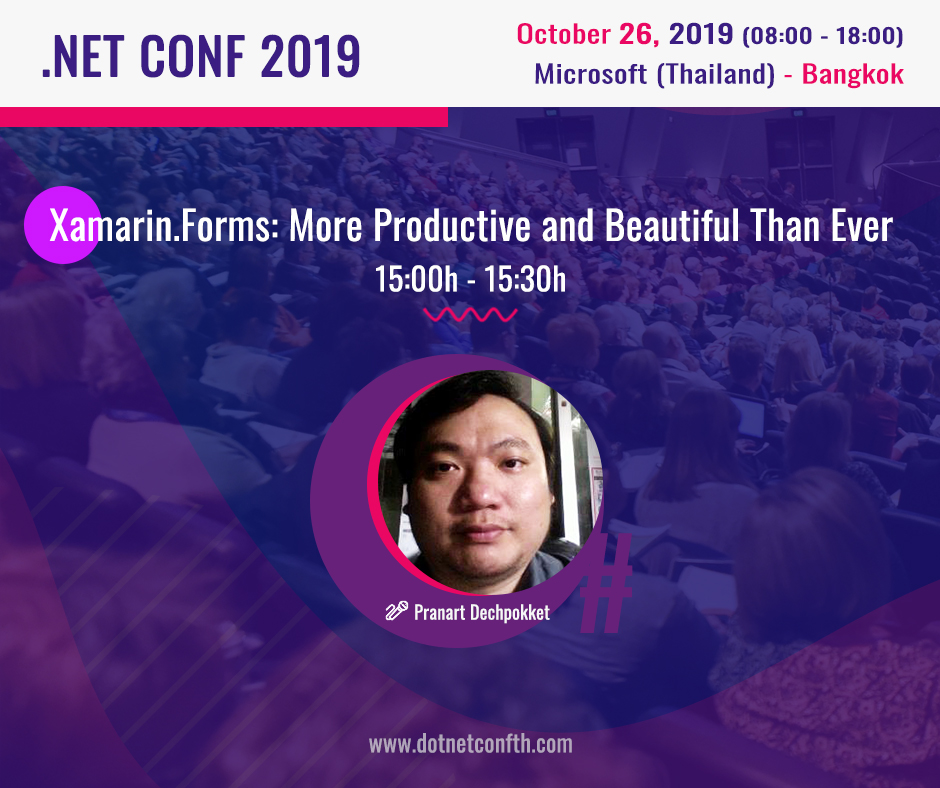 .NET CONF 2019
October 26, 2019 (08:00 - 18:00)
Microsoft (Thailand) - Bangkok
Xamarin.Forms: More Productive and Beautiful Than Ever
15:00h - 15:30h
#
Pranart Dechpokket
www.dotnetconfth.com